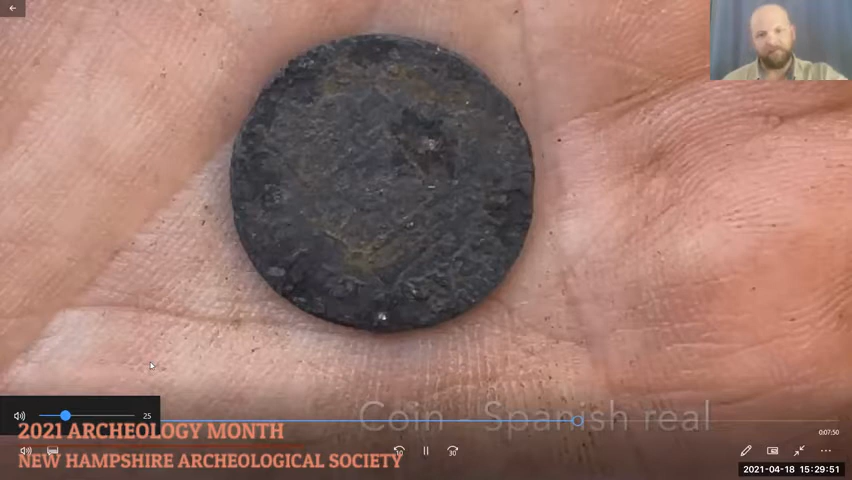 25
Coin - Spanish real
2021 ARCHEOLOGY MONTH
0:07:50
10
30
NEW HAMPSHIRE ARCHEOLOGICAL SOCIETY
2021-04-18 15:29:51